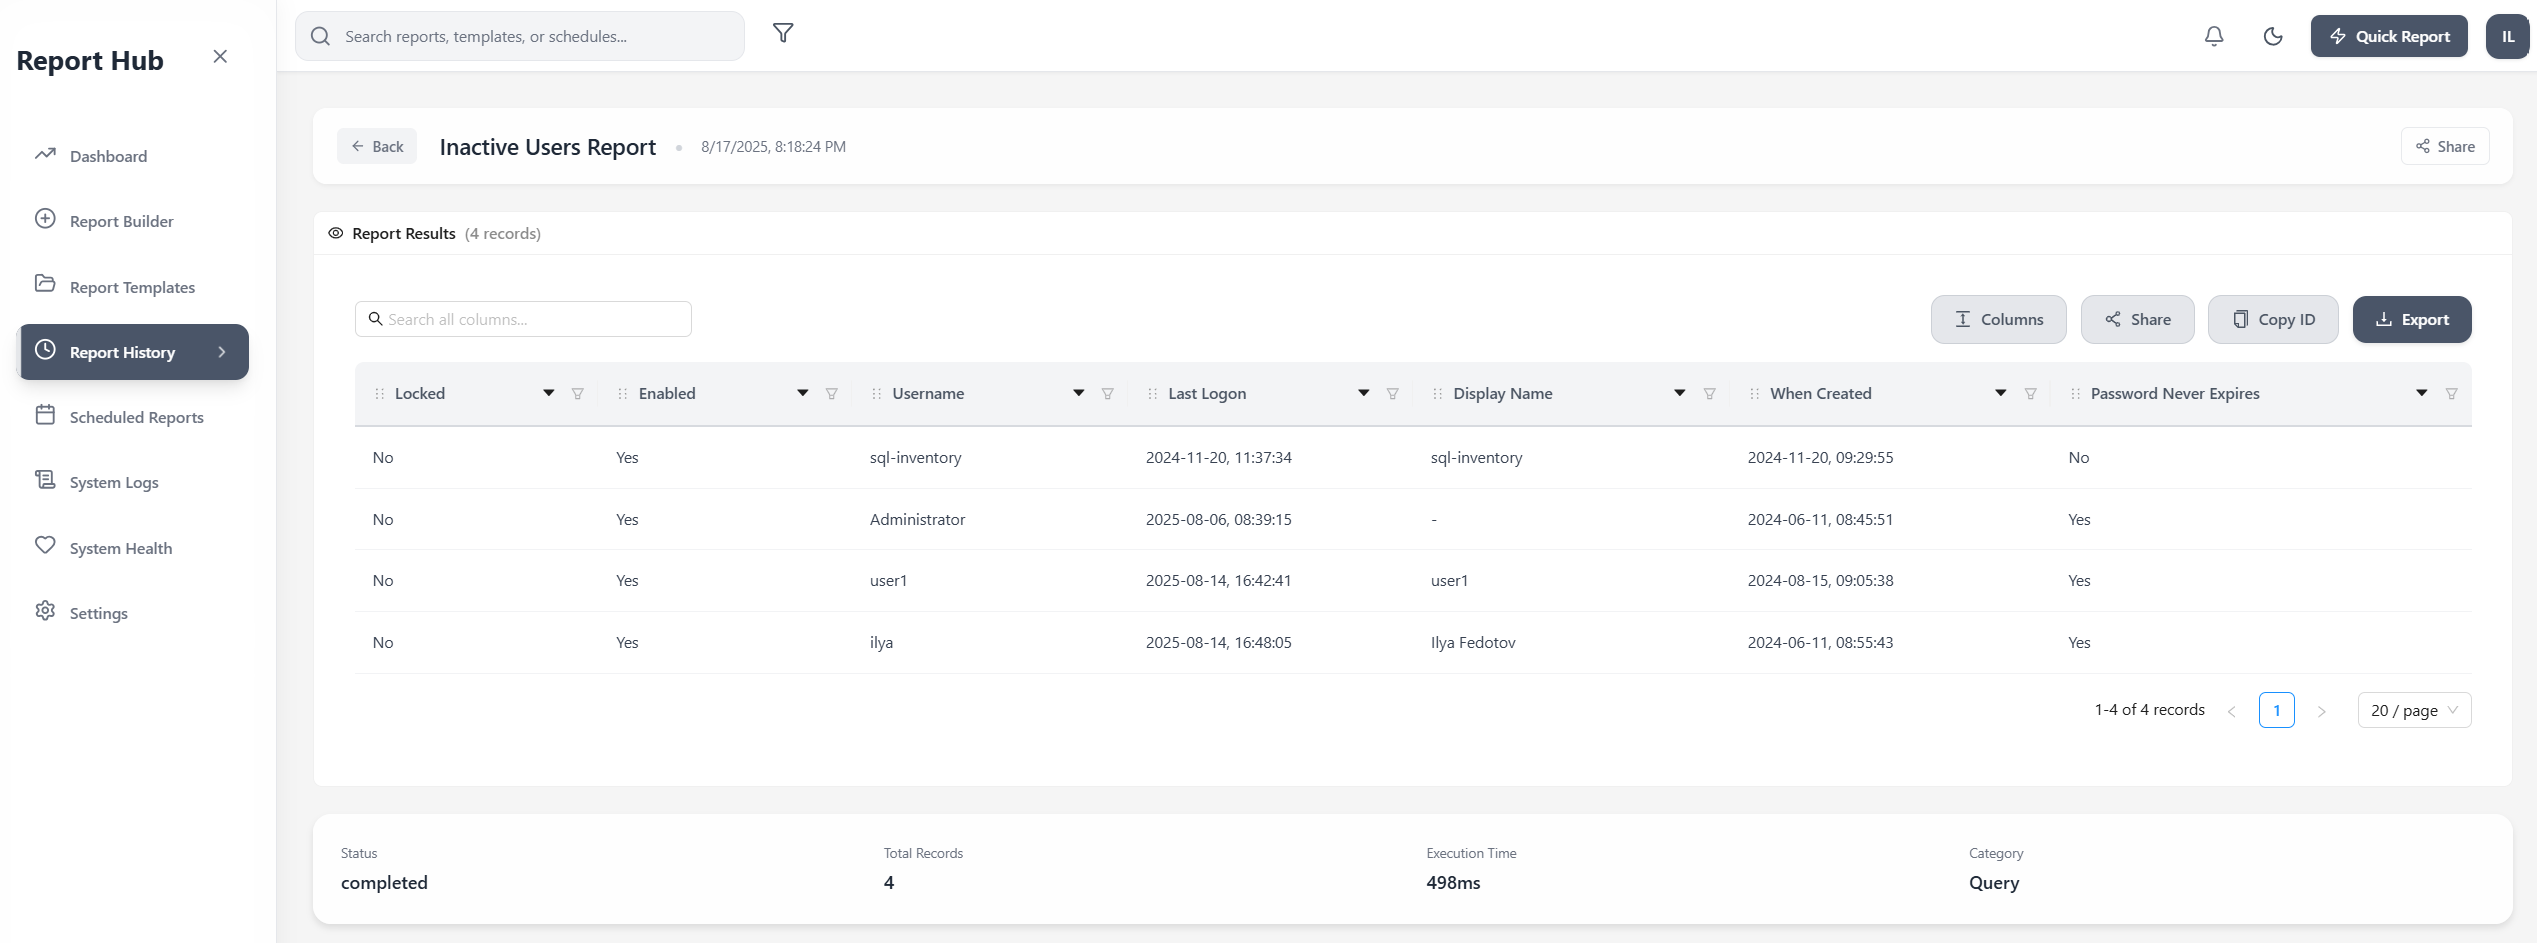 Report Hub
Search reports, templates, or schedules...
Quick Report
IL
Dashboard
Report Builder
Report Templates
Report History
Scheduled Reports
System Logs
System Health
Settings
Back
Inactive Users Report
8/17/2025, 8:18:24 PM
Share
Report Results (4 records)
Search all columns...
Columns
Share
Copy ID
Export
Locked Enabled Username Last Logon Display Name When Created Password Never Expires
No Yes sql-inventory 2024-11-20, 11:37:34 sql-inventory 2024-11-20, 09:29:55 No
No Yes Administrator 2025-08-06, 08:39:15 - 2024-06-11, 08:45:51 Yes
No Yes user1 2025-08-14, 16:42:41 user1 2024-08-15, 09:05:38 Yes
No Yes ilya 2025-08-14, 16:48:05 Ilya Fedotov 2024-06-11, 08:55:43 Yes
1-4 of 4 records
1
20 / page
Status Total Records Execution Time Category
completed 4 498ms Query